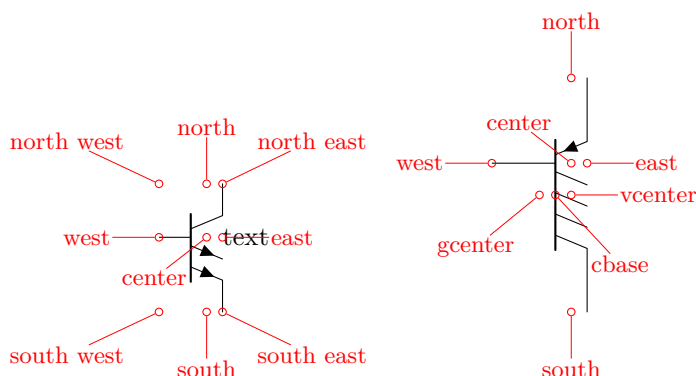 north
north
center
north west
north east
west
east
vcenter
west
text
east
gcenter
cbase
center
south west
south east
south
south